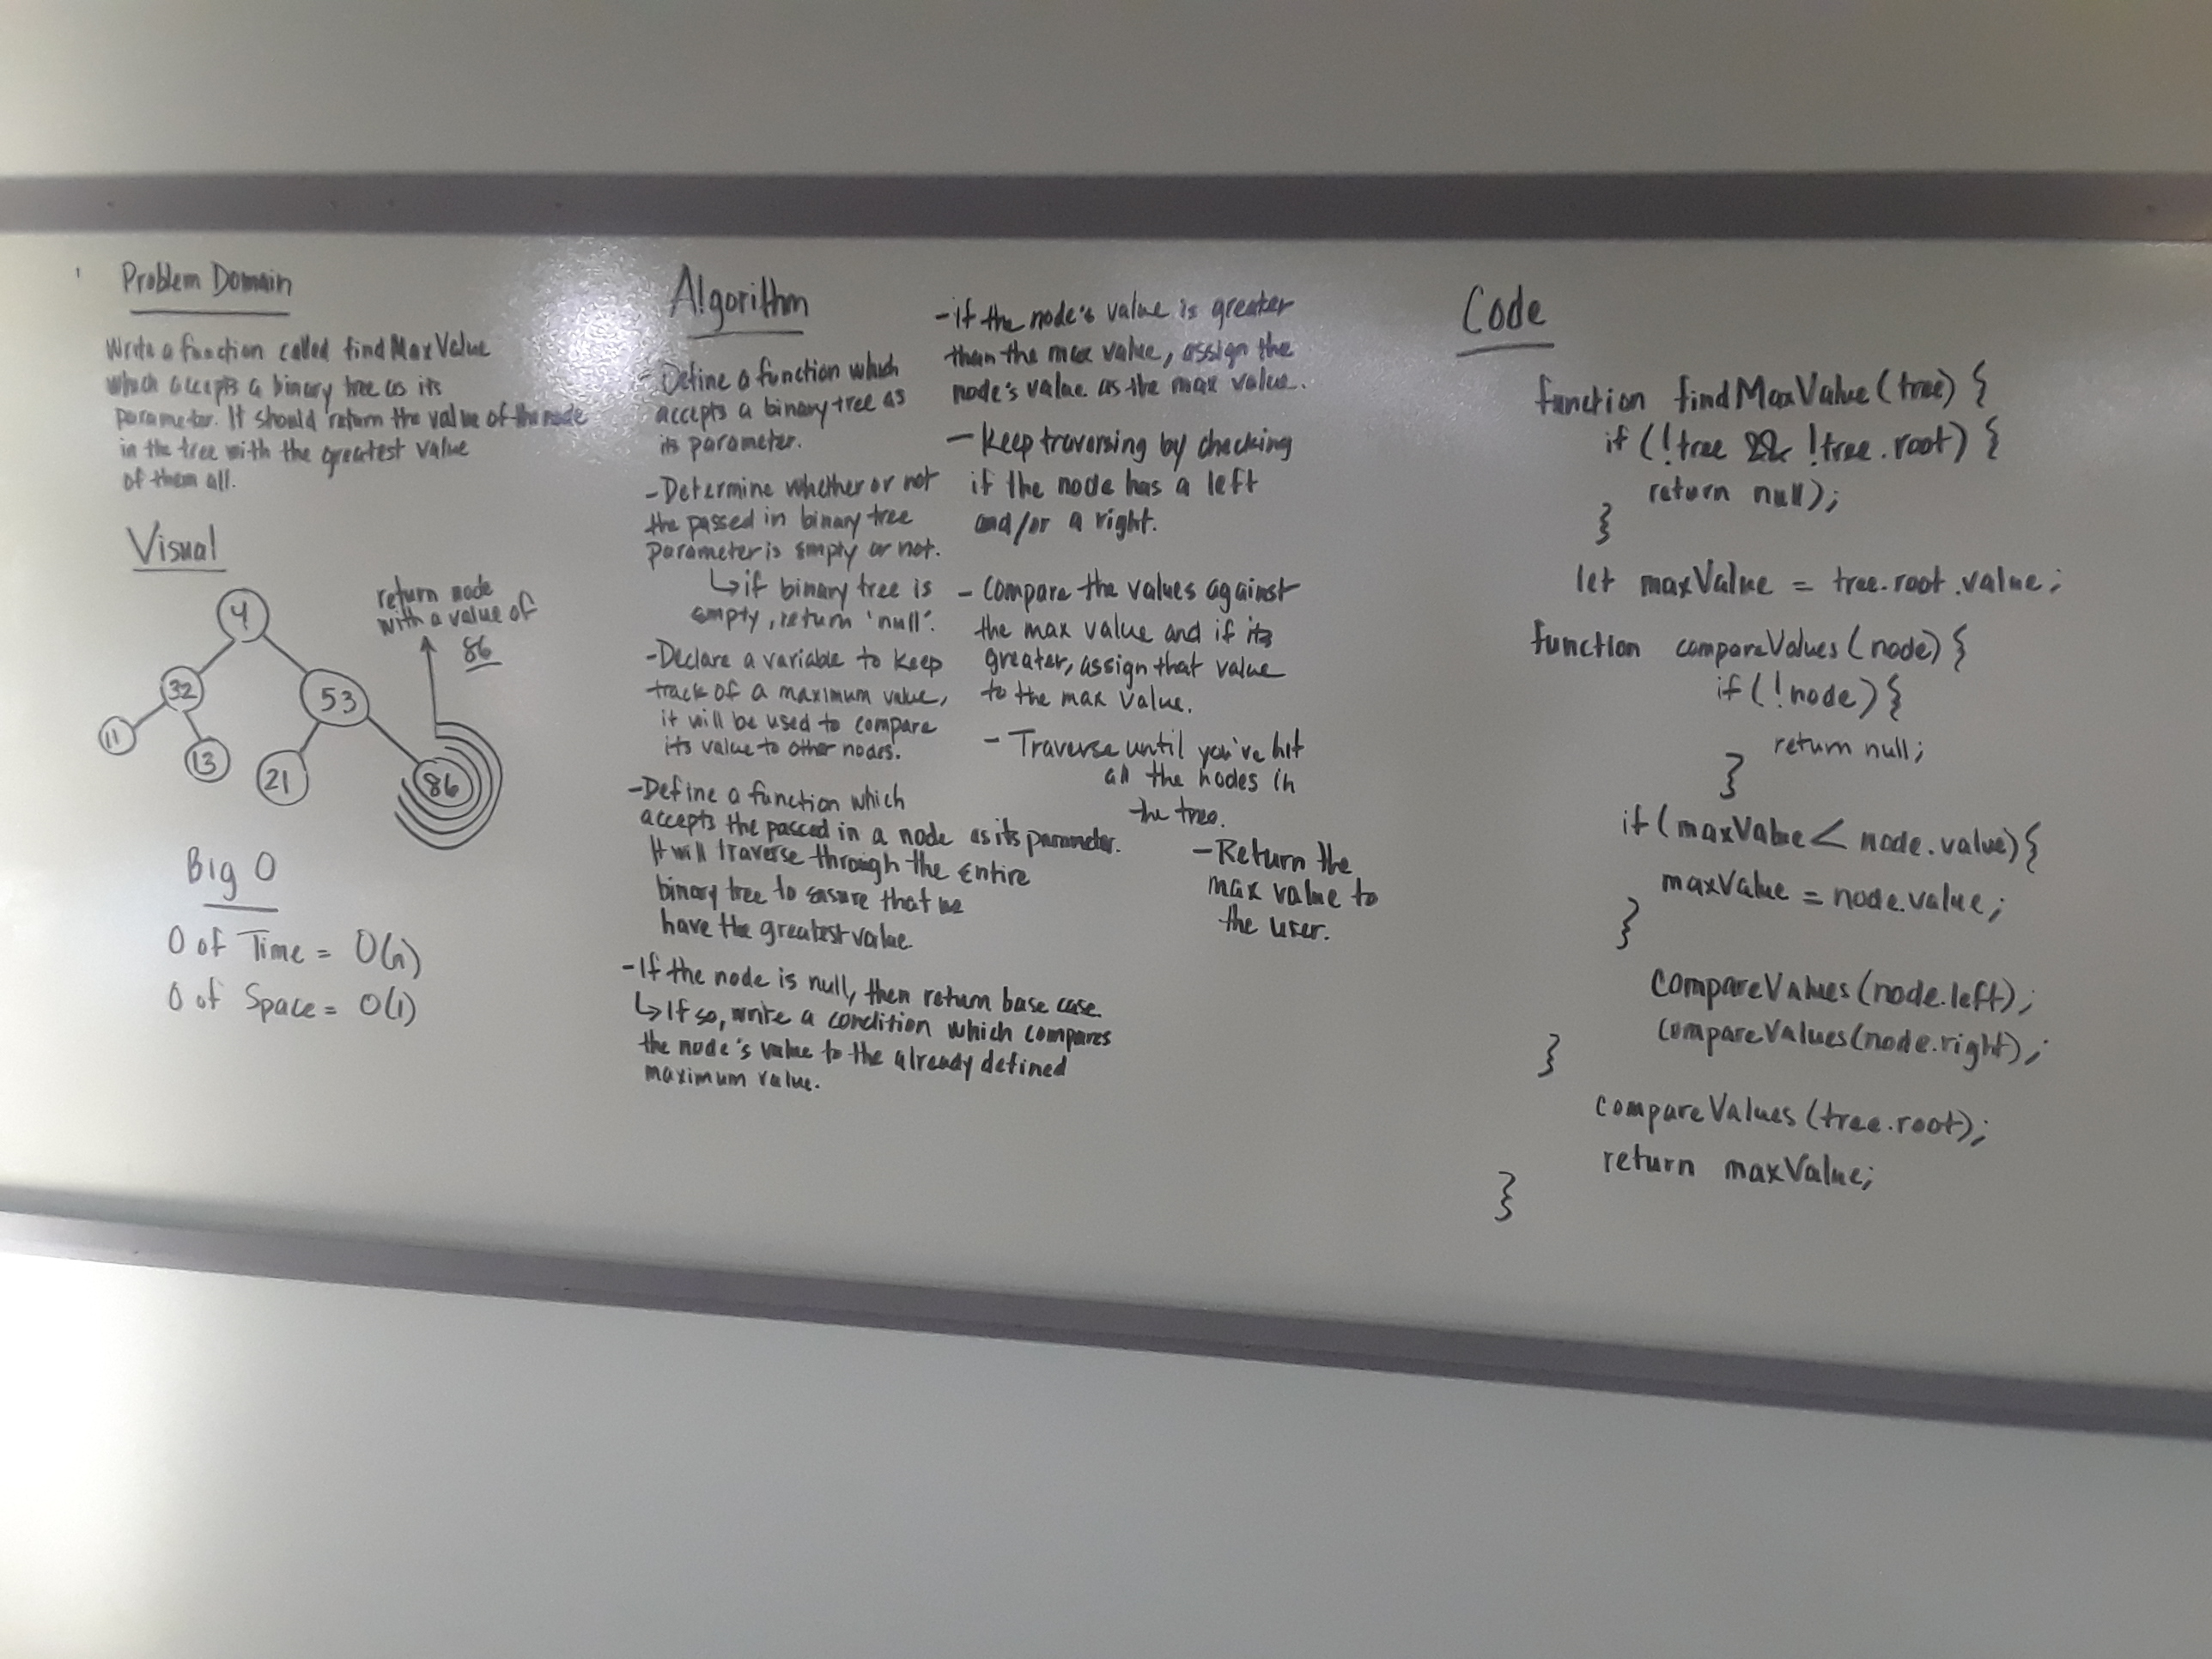 Problem Domain
Write a function called findMaxValue
which accepts a binary tree as its
parameter. It should return the value of the node
in the tree with the greatest value
of them all.
Visual
4
32
53
11
13
21
86
return node
with a value of
86
Big O
O of Time = O(n)
O of Space = O(1)
Algorithm
- Define a function which
accepts a binary tree as
its parameter.
- Determine whether or not
the passed in binary tree
parameter is empty or not.
↳ if binary tree is
empty, return 'null'.
- Declare a variable to keep
track of a maximum value,
it will be used to compare
its value to other nodes.
- Define a function which
accepts the passed in a node as its parameter.
It will traverse through the entire
binary tree to ensure that we
have the greatest value.
- If the node is null, then return base case.
↳ If so, write a condition which compares
the node's value to the already defined
maximum value.
- if the node's value is greater
than the max value, assign the
node's value as the max value.
- Keep traversing by checking
if the node has a left
and/or a right.
- Compare the values against
the max value and if its
greater, assign that value
to the max value.
- Traverse until you've hit
all the nodes in
the tree.
- Return the
max value to
the user.
Code
function findMaxValue(tree) {
if (!tree && !tree.root) {
return null);
}
let maxValue = tree.root.value;
function compareValues(node) {
if (!node) {
return null;
}
if (maxValue < node.value) {
maxValue = node.value;
}
compareValues(node.left);
compareValues(node.right);
}
compareValues(tree.root);
return maxValue;
}